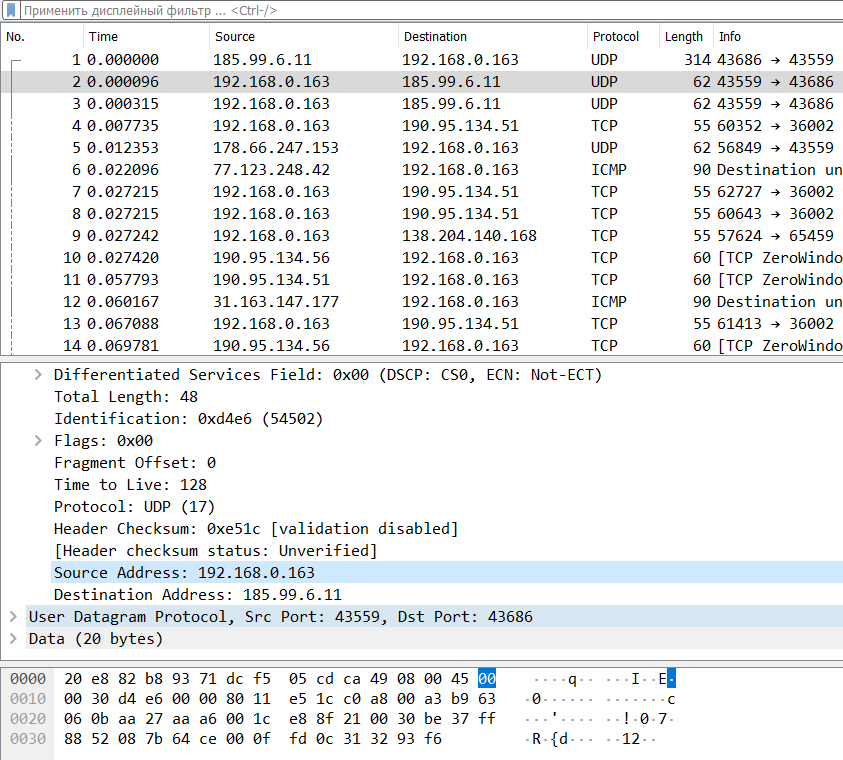 Применить дисплейный фильтр ... <Ctrl-/>
No. Time Source Destination Protocol Length Info
1 0.000000 185.99.6.11 192.168.0.163 UDP 314 43686 → 43559
2 0.000096 192.168.0.163 185.99.6.11 UDP 62 43559 → 43686
3 0.000315 192.168.0.163 185.99.6.11 UDP 62 43559 → 43686
4 0.007735 192.168.0.163 190.95.134.51 TCP 55 60352 → 36002
5 0.012353 178.66.247.153 192.168.0.163 UDP 62 56849 → 43559
6 0.022096 77.123.248.42 192.168.0.163 ICMP 90 Destination un
7 0.027215 192.168.0.163 190.95.134.51 TCP 55 62727 → 36002
8 0.027215 192.168.0.163 190.95.134.51 TCP 55 60643 → 36002
9 0.027242 192.168.0.163 138.204.140.168 TCP 55 57624 → 65459
10 0.027420 190.95.134.56 192.168.0.163 TCP 60 [TCP ZeroWindo
11 0.057793 190.95.134.51 192.168.0.163 TCP 60 [TCP ZeroWindo
12 0.060167 31.163.147.177 192.168.0.163 ICMP 90 Destination un
13 0.067088 192.168.0.163 190.95.134.51 TCP 55 61413 → 36002
14 0.069781 190.95.134.56 192.168.0.163 TCP 60 [TCP ZeroWindo
Differentiated Services Field: 0x00 (DSCP: CS0, ECN: Not-ECT)
Total Length: 48
Identification: 0xd4e6 (54502)
Flags: 0x00
Fragment Offset: 0
Time to Live: 128
Protocol: UDP (17)
Header Checksum: 0xe51c [validation disabled]
[Header checksum status: Unverified]
Source Address: 192.168.0.163
Destination Address: 185.99.6.11
User Datagram Protocol, Src Port: 43559, Dst Port: 43686
Data (20 bytes)
0000 20 e8 82 b8 93 71 dc f5 05 cd ca 49 08 00 45 00 ····q·· ···I··E·
0010 00 30 d4 e6 00 00 80 11 e5 1c c0 a8 00 a3 b9 63 ·0······ ·······c
0020 06 0b aa 27 aa a6 00 1c e8 8f 21 00 30 be 37 ff ···'···· ··!·0·7·
0030 88 52 08 7b 64 ce 00 0f fd 0c 31 32 93 f6 ·R·{d··· ··12··